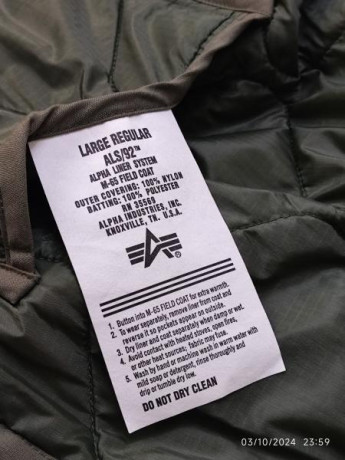 LARGE REGULAR
ALS/92™
ALPHA LINER SYSTEM
M-65 FIELD COAT
OUTER COVERING: 100% NYLON
BATTING: 100% POLYESTER
RN 35568
ALPHA INDUSTRIES, INC.
KNOXVILLE, TN. U.S.A.
®
1. Button into M-65 FIELD COAT for extra warmth.
2. To wear separately, remove liner from coat and
reverse it so pockets appear on outside.
3. Dry liner and coat separately when damp or wet.
4. Avoid contact with heated stoves, open fires,
or other heat sources; fabric may fuse.
5. Wash by hand or machine wash in warm water with
mild soap or detergent, rinse thoroughly and
drip or tumble dry low.
DO NOT DRY CLEAN
03/10/2024 23:59